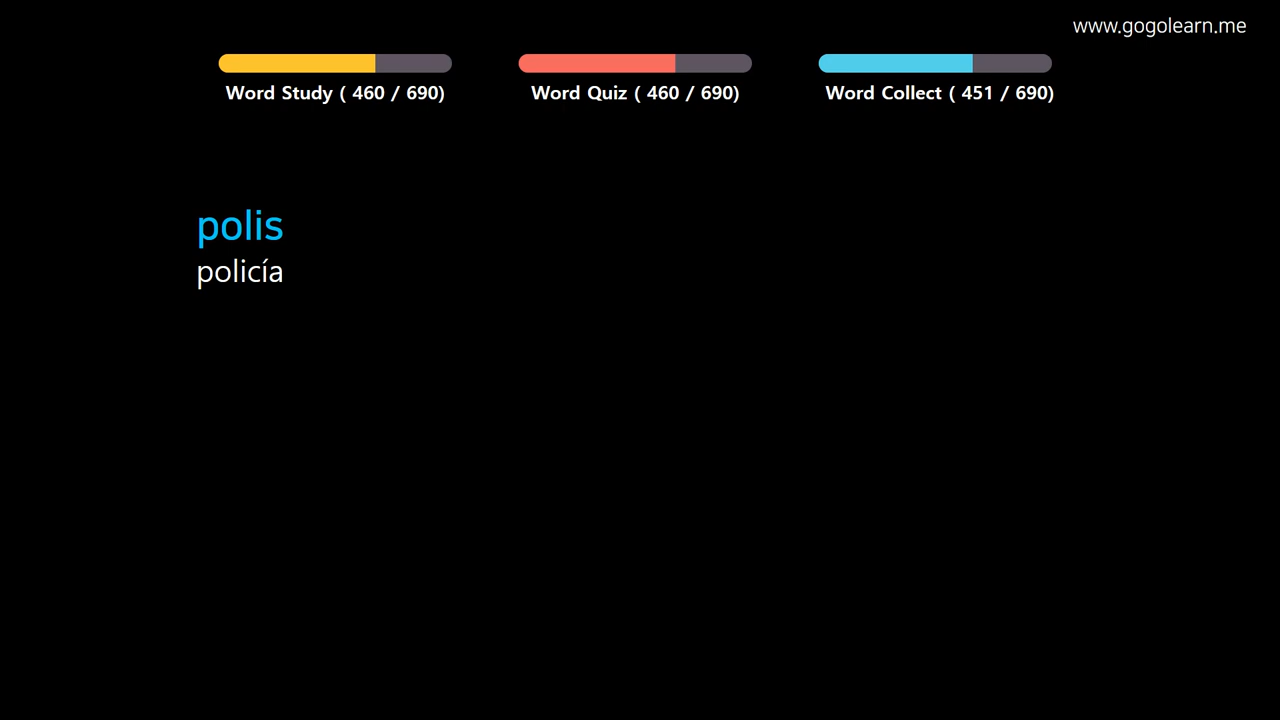 www.gogolearn.me
Word Study ( 460 / 690)
Word Quiz ( 460 / 690)
Word Collect ( 451 / 690)
polis
policía